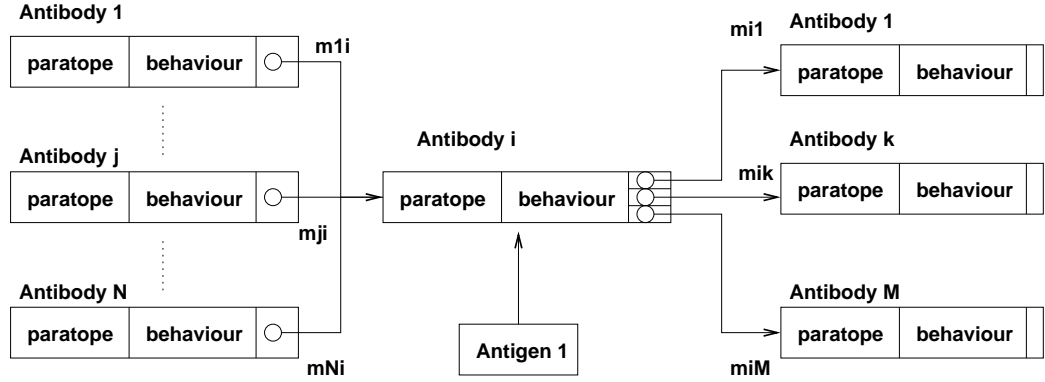 Antibody 1
paratope behaviour
m1i
Antibody j
paratope behaviour
mji
Antibody N
paratope behaviour
mNi
Antibody i
paratope behaviour
Antigen 1
mi1
Antibody 1
paratope behaviour
mik
Antibody k
paratope behaviour
Antibody M
paratope behaviour
miM